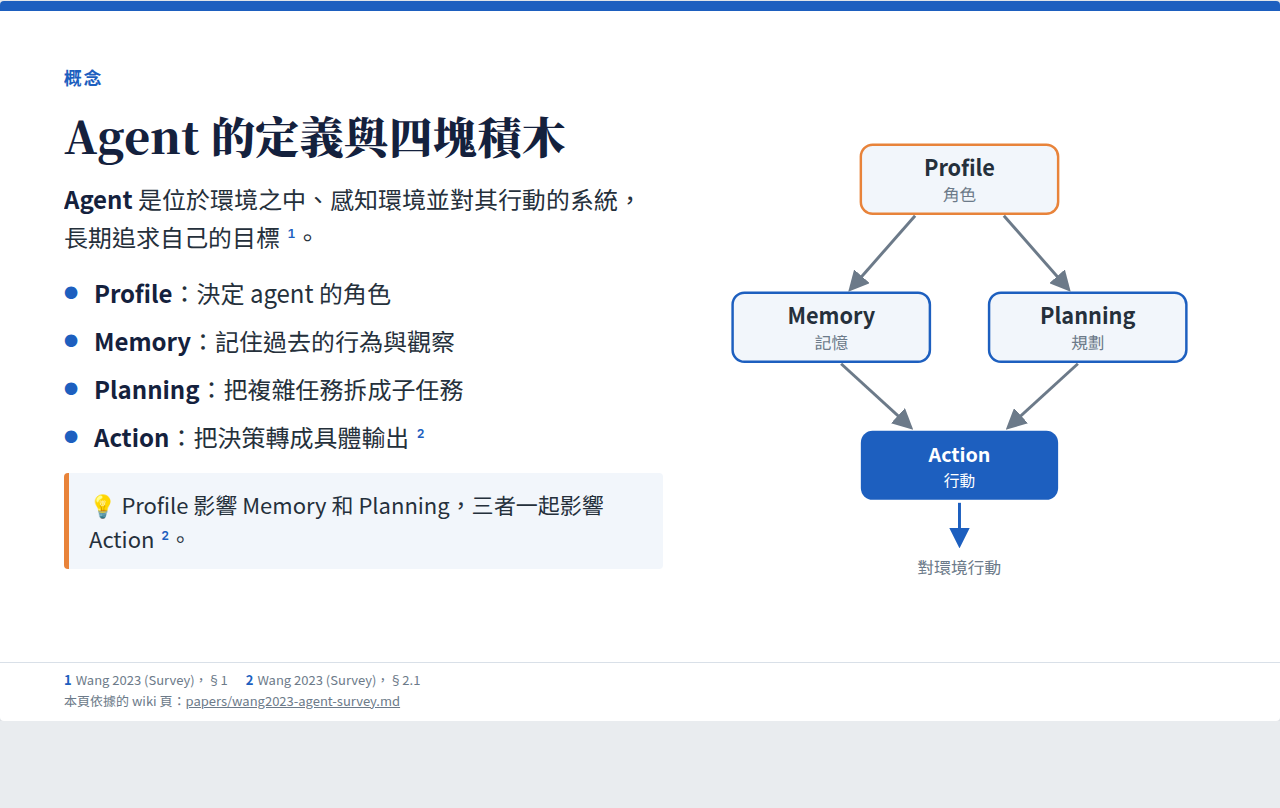 概念
Agent 的定義與四塊積木
Agent 是位於環境之中、感知環境並對其行動的系統，
長期追求自己的目標 1。
Profile：決定 agent 的角色
Memory：記住過去的行為與觀察
Planning：把複雜任務拆成子任務
Action：把決策轉成具體輸出 2
💡 Profile 影響 Memory 和 Planning，三者一起影響
Action 2。
Profile
角色
Memory
記憶
Planning
規劃
Action
行動
對環境行動
1 Wang 2023 (Survey)，§1 2 Wang 2023 (Survey)，§2.1
本頁依據的 wiki 頁：papers/wang2023-agent-survey.md